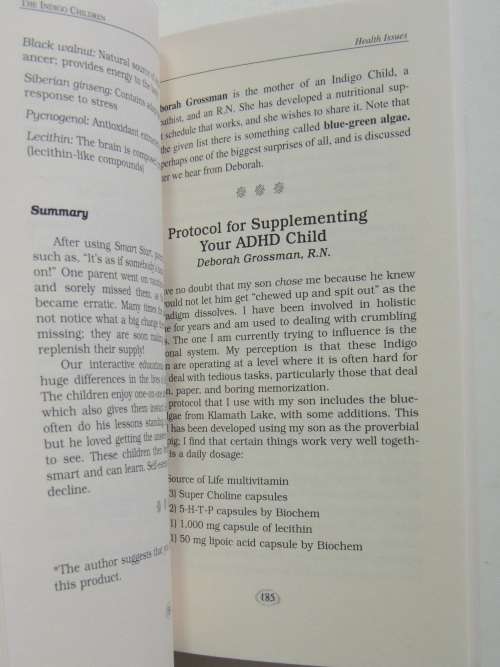 THE INDIGO CHILDREN
Black walnut: Natural source of
ancer; provides energy to the
Siberian ginseng: Contains
response to stress
Pycnogenol: Antioxidant
Lecithin: The brain is
(lecithin-like compounds)
Summary
After using Smart Start,
such as, "It's as if somebody
on!" One parent went on
and sorely missed them,
became erratic. Many times
not notice what a big change
missing; they are soon
replenish their supply!
Our interactive
huge differences in the lives
The children enjoy one-on-one
which also gives them
often do his lessons standing
but he loved getting the
to see. These children
smart and can learn.
decline.
*The author suggests that
this product.
Health Issues
borah Grossman is the mother of an Indigo Child, a
pathist, and an R.N. She has developed a nutritional sup-
t schedule that works, and she wishes to share it. Note that
the given list there is something called blue-green algae.
perhaps one of the biggest surprises of all, and is discussed
er we hear from Deborah.
Protocol for Supplementing
Your ADHD Child
Deborah Grossman, R.N.
ve no doubt that my son chose me because he knew
ould not let him get "chewed up and spit out" as the
adigm dissolves. I have been involved in holistic
e for years and am used to dealing with crumbling
s. The one I am currently trying to influence is the
onal system. My perception is that these Indigo
n are operating at a level where it is often hard for
deal with tedious tasks, particularly those that deal
n, paper, and boring memorization.
protocol that I use with my son includes the blue-
lgae from Klamath Lake, with some additions. This
l has been developed using my son as the proverbial
pig; I find that certain things work very well togeth-
is a daily dosage:
Source of Life multivitamin
3) Super Choline capsules
2) 5-H-T-P capsules by Biochem
1) 1,000 mg capsule of lecithin
1) 50 mg lipoic acid capsule by Biochem
185